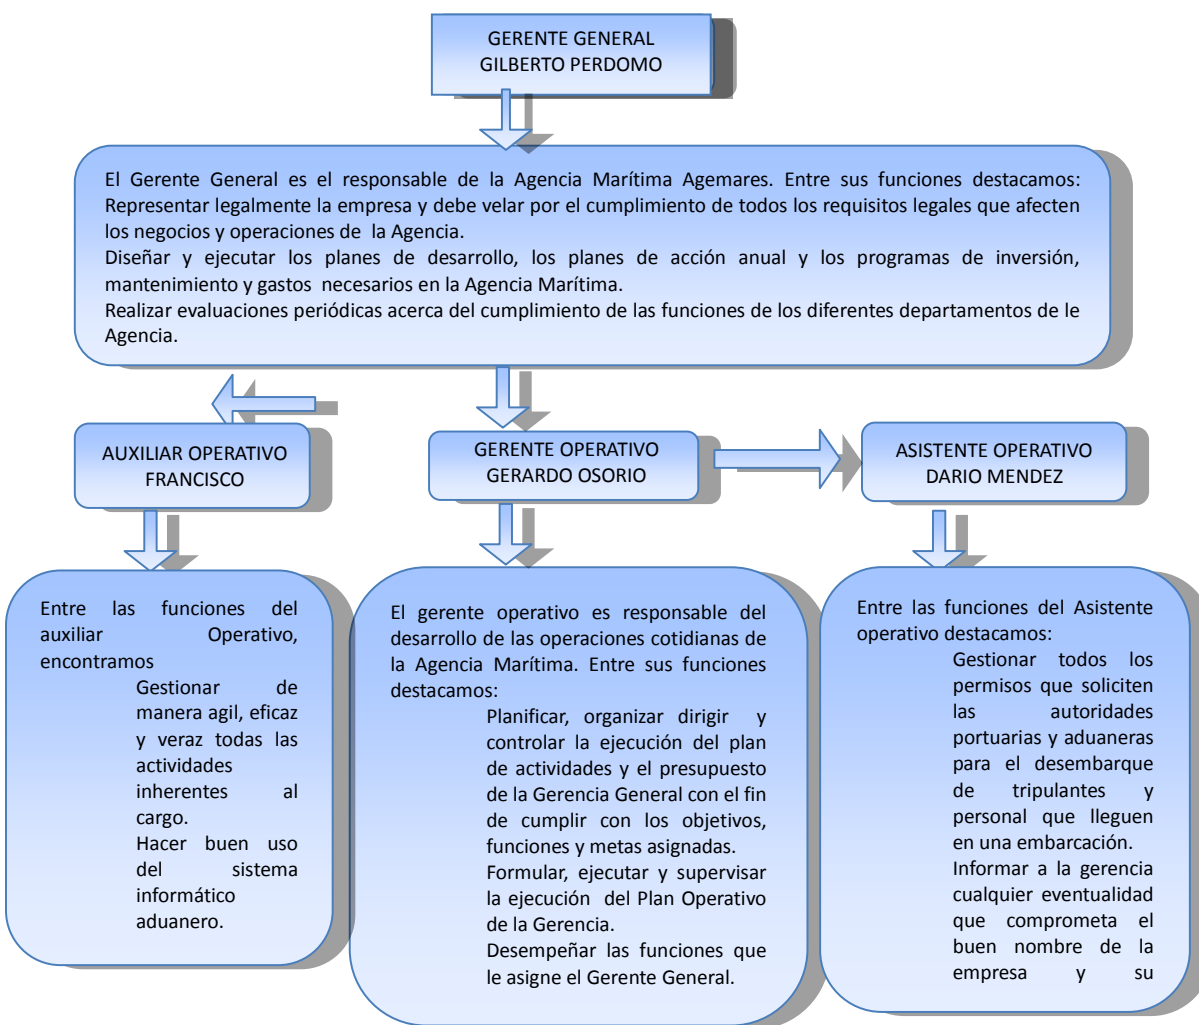 GERENTE GENERAL
GILBERTO PERDOMO
El Gerente General es el responsable de la Agencia Marítima Agemares. Entre sus funciones destacamos:
Representar legalmente la empresa y debe velar por el cumplimiento de todos los requisitos legales que afecten
los negocios y operaciones de la Agencia.
Diseñar y ejecutar los planes de desarrollo, los planes de acción anual y los programas de inversión,
mantenimiento y gastos necesarios en la Agencia Marítima.
Realizar evaluaciones periódicas acerca del cumplimiento de las funciones de los diferentes departamentos de le
Agencia.
AUXILIAR OPERATIVO
FRANCISCO
GERENTE OPERATIVO
GERARDO OSORIO
ASISTENTE OPERATIVO
DARIO MENDEZ
Entre las funciones del
auxiliar Operativo,
encontramos
Gestionar de
manera agil, eficaz
y veraz todas las
actividades
inherentes al
cargo.
Hacer buen uso
del sistema
informático
aduanero.
El gerente operativo es responsable del
desarrollo de las operaciones cotidianas de
la Agencia Marítima. Entre sus funciones
destacamos:
Planificar, organizar dirigir y
controlar la ejecución del plan
de actividades y el presupuesto
de la Gerencia General con el fin
de cumplir con los objetivos,
funciones y metas asignadas.
Formular, ejecutar y supervisar
la ejecución del Plan Operativo
de la Gerencia.
Desempeñar las funciones que
le asigne el Gerente General.
Entre las funciones del Asistente
operativo destacamos:
Gestionar todos los
permisos que soliciten
las autoridades
portuarias y aduaneras
para el desembarque
de tripulantes y
personal que lleguen
en una embarcación.
Informar a la gerencia
cualquier eventualidad
que comprometa el
buen nombre de la
empresa y su